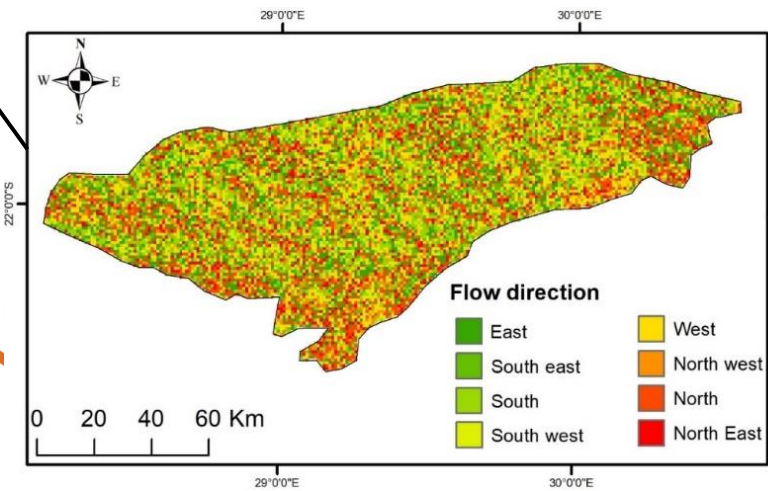 29°0'0"E 30°0'0"E
N
W E
S
22°0'0"S
Flow direction
East
South east
South
South west
West
North west
North
North East
0 20 40 60 Km
29°0'0"E 30°0'0"E